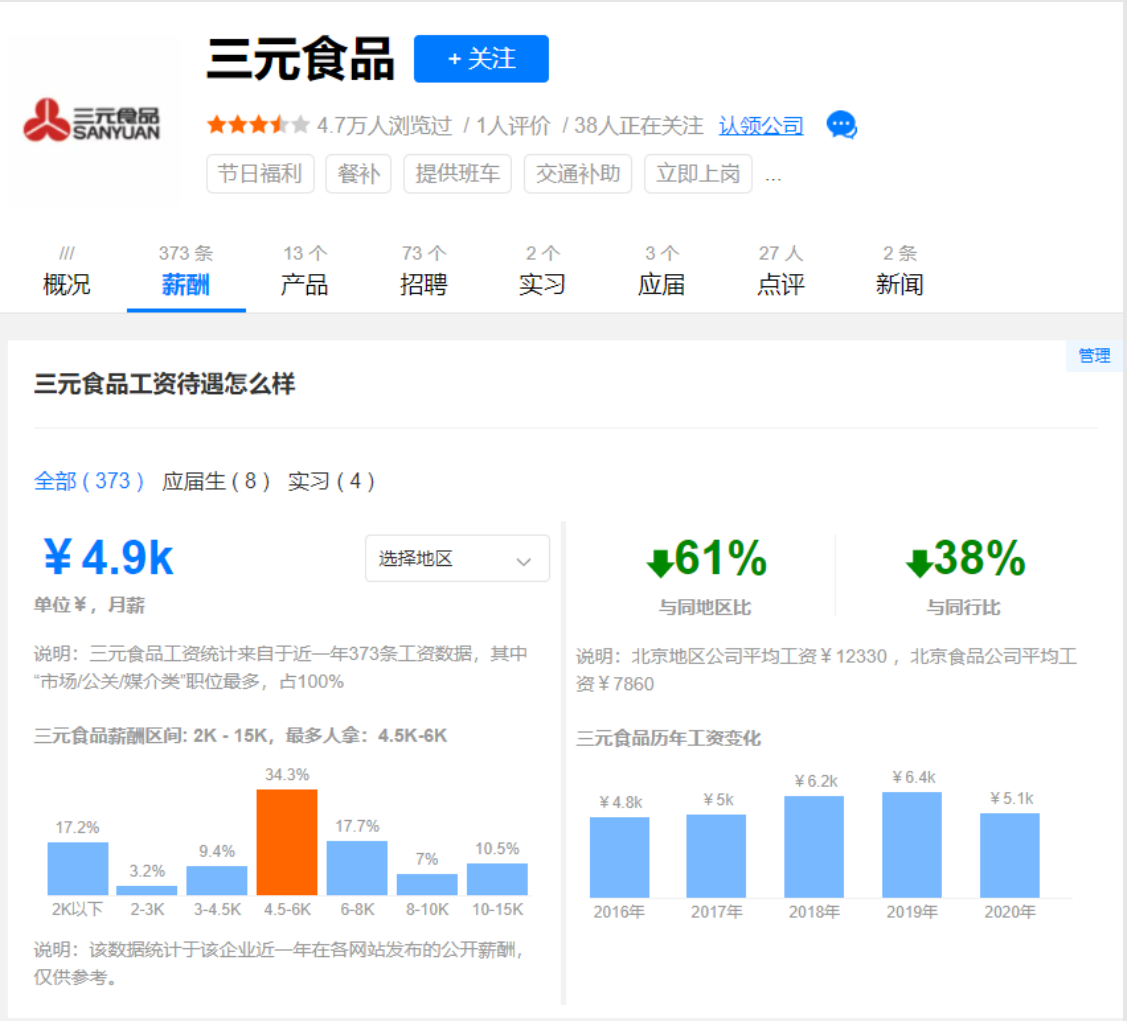 三元食品
+ 关注
三元食品
SANYUAN
4.7万人浏览过 / 1人评价 / 38人正在关注 认领公司
节日福利 餐补 提供班车 交通补助 立即上岗 ...
/// 373 条 13 个 73 个 2 个 3 个 27 人 2 条
概况 薪酬 产品 招聘 实习 应届 点评 新闻
管理
三元食品工资待遇怎么样
全部 ( 373 ) 应届生 ( 8 ) 实习 ( 4 )
¥ 4.9k
选择地区
单位¥，月薪
说明：三元食品工资统计来自于近一年373条工资数据，其中
“市场/公关/媒介类”职位最多，占100%
三元食品薪酬区间: 2K - 15K，最多人拿：4.5K-6K
34.3%
17.2% 3.2% 9.4% 17.7% 7% 10.5%
2K以下 2-3K 3-4.5K 4.5-6K 6-8K 8-10K 10-15K
说明：该数据统计于该企业近一年在各网站发布的公开薪酬，
仅供参考。
61% 38%
与同地区比 与同行比
说明：北京地区公司平均工资¥12330 ，北京食品公司平均工
资¥7860
三元食品历年工资变化
¥4.8k ¥5k ¥6.2k ¥6.4k ¥5.1k
2016年 2017年 2018年 2019年 2020年